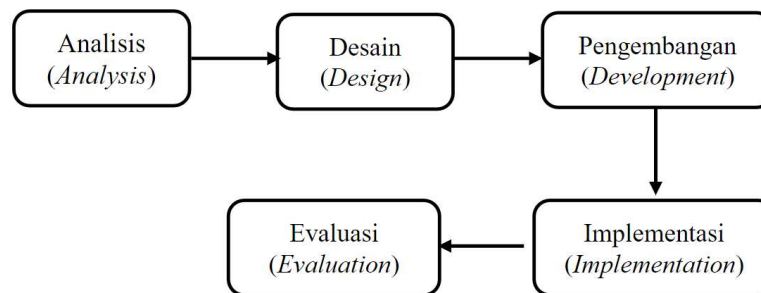 Analisis
(Analysis)
Desain
(Design)
Pengembangan
(Development)
Implementasi
(Implementation)
Evaluasi
(Evaluation)